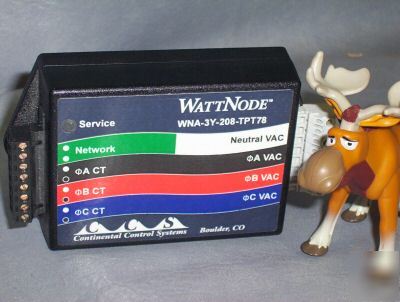 WATTNODE™
Service
WNA-3Y-208-TPT78
Network
Neutral VAC
ΦA CT
ΦA VAC
ΦB CT
ΦB VAC
ΦC CT
ΦC VAC
CCS
Continental Control Systems
Boulder, CO